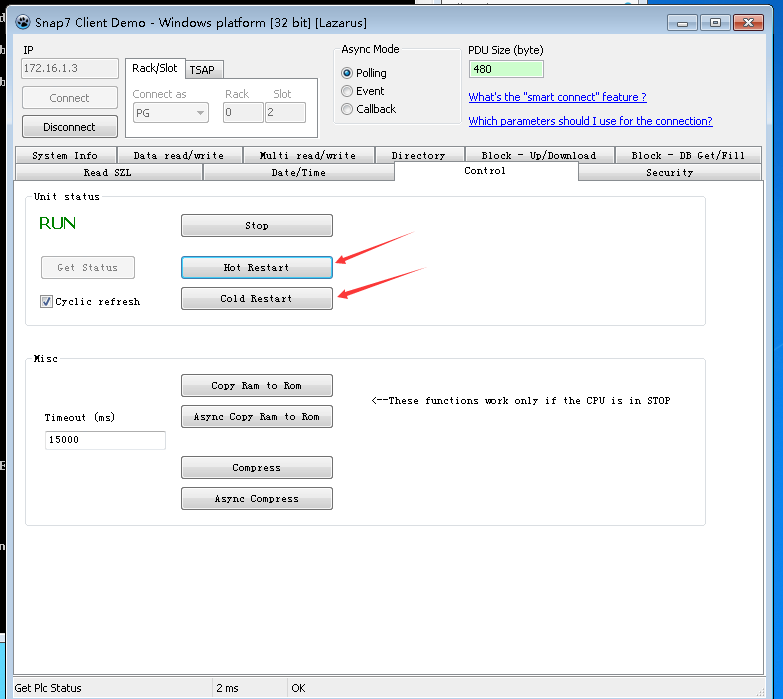 Snap7 Client Demo - Windows platform [32 bit] [Lazarus]
IP
172.16.1.3
Connect
Disconnect
Rack/Slot TSAP
Connect as Rack Slot
PG 0 2
Async Mode
Polling
Event
Callback
PDU Size (byte)
480
What's the "smart connect" feature ?
Which parameters should I use for the connection?
System Info Data read/write Multi read/write Directory Block - Up/Download Block - DB Get/Fill
Read SZL Date/Time Control Security
Unit status
RUN
Stop
Get Status
Hot Restart
Cyclic refresh
Cold Restart
Misc
Copy Ram to Rom
<--These functions work only if the CPU is in STOP
Timeout (ms)
Async Copy Ram to Rom
15000
Compress
Async Compress
Get Plc Status 2 ms OK